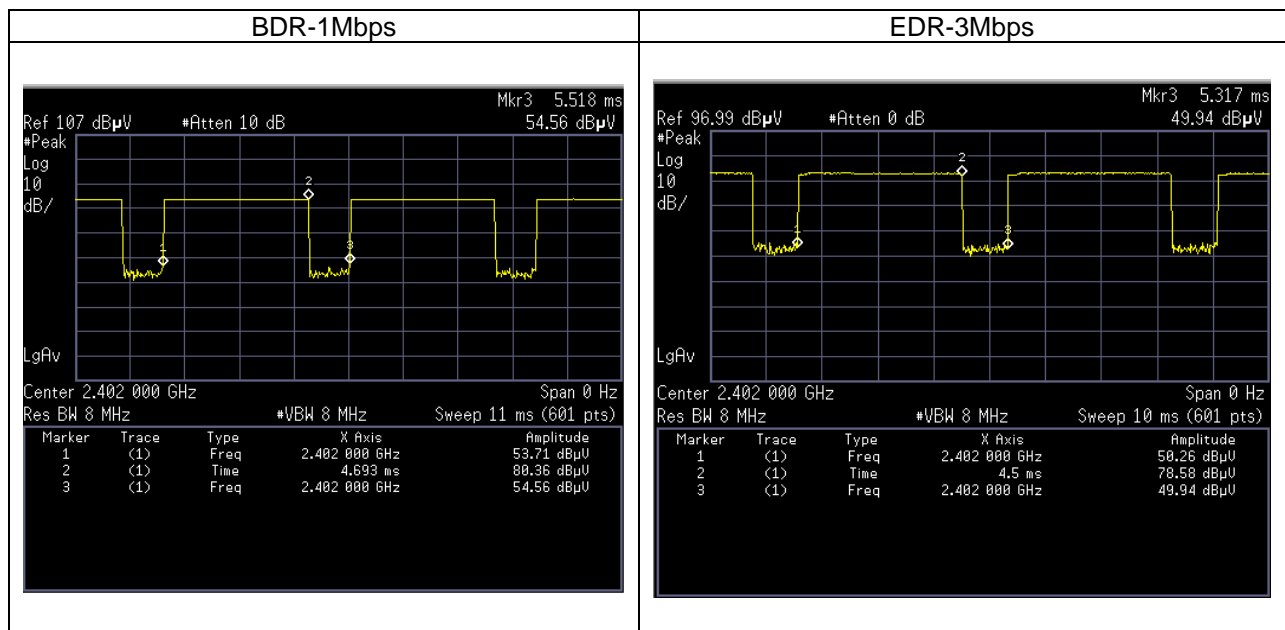 BDR-1Mbps
EDR-3Mbps
Mkr3 5.518 ms
Ref 107 dBµV #Atten 10 dB 54.56 dBµV
#Peak
Log
10
dB/
1
2
3
LgAv
Center 2.402 000 GHz Span 0 Hz
Res BW 8 MHz #VBW 8 MHz Sweep 11 ms (601 pts)
Marker Trace Type X Axis Amplitude
1 (1) Freq 2.402 000 GHz 53.71 dBµV
2 (1) Time 4.693 ms 80.36 dBµV
3 (1) Freq 2.402 000 GHz 54.56 dBµV
Mkr3 5.317 ms
Ref 96.99 dBµV #Atten 0 dB 49.94 dBµV
#Peak
Log
10
dB/
1
2
3
LgAv
Center 2.402 000 GHz Span 0 Hz
Res BW 8 MHz #VBW 8 MHz Sweep 10 ms (601 pts)
Marker Trace Type X Axis Amplitude
1 (1) Freq 2.402 000 GHz 50.26 dBµV
2 (1) Time 4.5 ms 78.58 dBµV
3 (1) Freq 2.402 000 GHz 49.94 dBµV